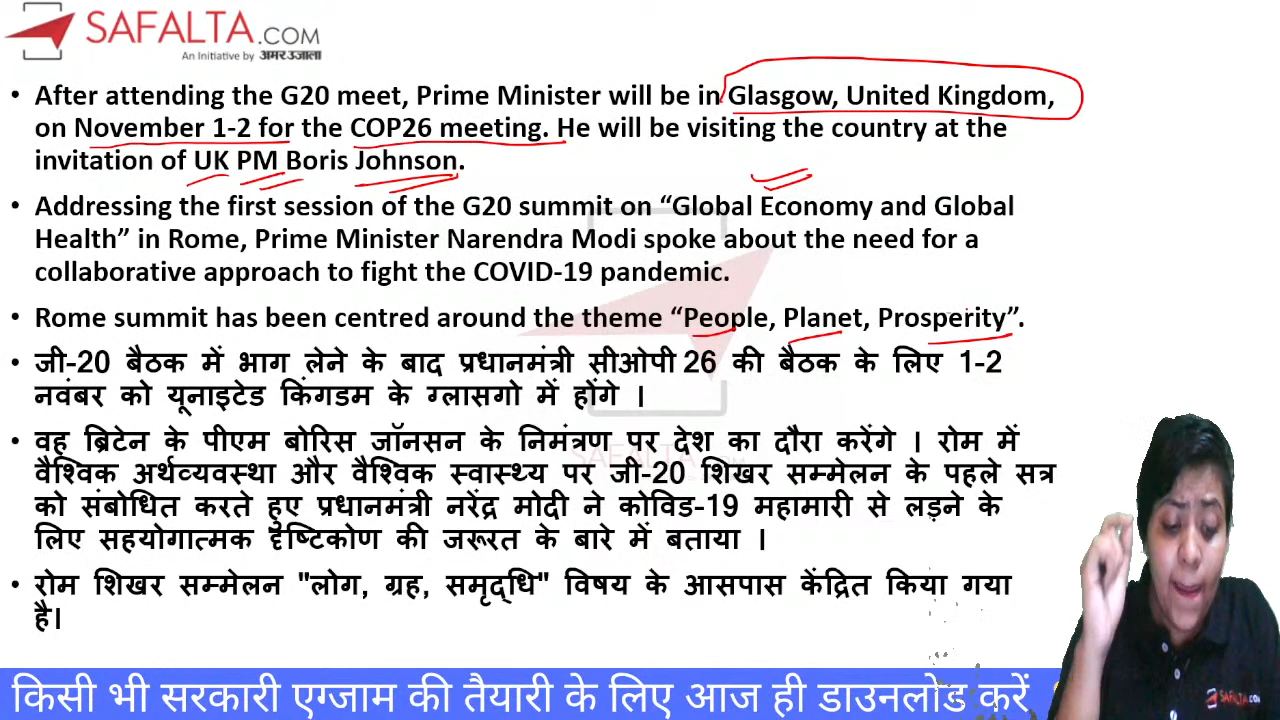 SAFALTA.COM
An Initiative by अमर उजाला
• After attending the G20 meet, Prime Minister will be in Glasgow, United Kingdom,
on November 1-2 for the COP26 meeting. He will be visiting the country at the
invitation of UK PM Boris Johnson.
• Addressing the first session of the G20 summit on “Global Economy and Global
Health” in Rome, Prime Minister Narendra Modi spoke about the need for a
collaborative approach to fight the COVID-19 pandemic.
• Rome summit has been centred around the theme “People, Planet, Prosperity”.
• जी-20 बैठक में भाग लेने के बाद प्रधानमंत्री सीओपी 26 की बैठक के लिए 1-2
नवंबर को यूनाइटेड किंगडम के ग्लासगो में होंगे ।
• वह ब्रिटेन के पीएम बोरिस जॉनसन के निमंत्रण पर देश का दौरा करेंगे । रोम में
वैश्विक अर्थव्यवस्था और वैश्विक स्वास्थ्य पर जी-20 शिखर सम्मेलन के पहले सत्र
को संबोधित करते हुए प्रधानमंत्री नरेंद्र मोदी ने कोविड-19 महामारी से लड़ने के
लिए सहयोगात्मक दृष्टिकोण की जरूरत के बारे में बताया ।
• रोम शिखर सम्मेलन "लोग, ग्रह, समृद्धि" विषय के आसपास केंद्रित किया गया
है।
SAFALTA.COM
किसी भी सरकारी एग्जाम की तैयारी के लिए आज ही डाउनलोड करें
SAFALTA.COM